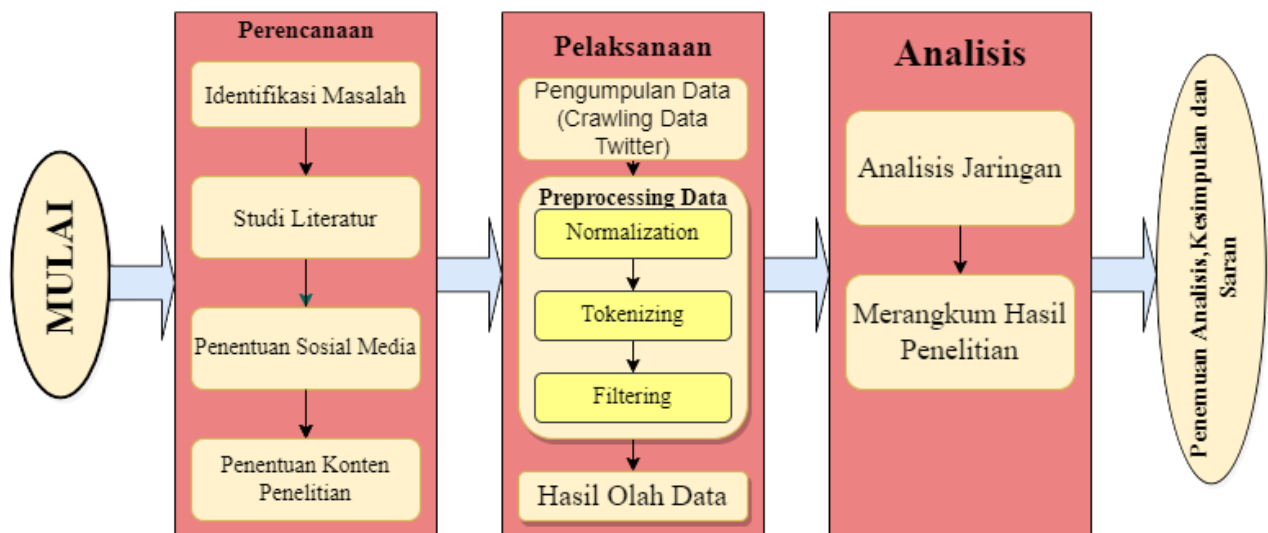 MULAI
Perencanaan
Identifikasi Masalah
Studi Literatur
Penentuan Sosial Media
Penentuan Konten
Penelitian
Pelaksanaan
Pengumpulan Data
(Crawling Data
Twitter)
Preprocessing Data
Normalization
Tokenizing
Filtering
Hasil Olah Data
Analisis
Analisis Jaringan
Merangkum Hasil
Penelitian
Penemuan Analisis,Kesimpulan dan
Saran